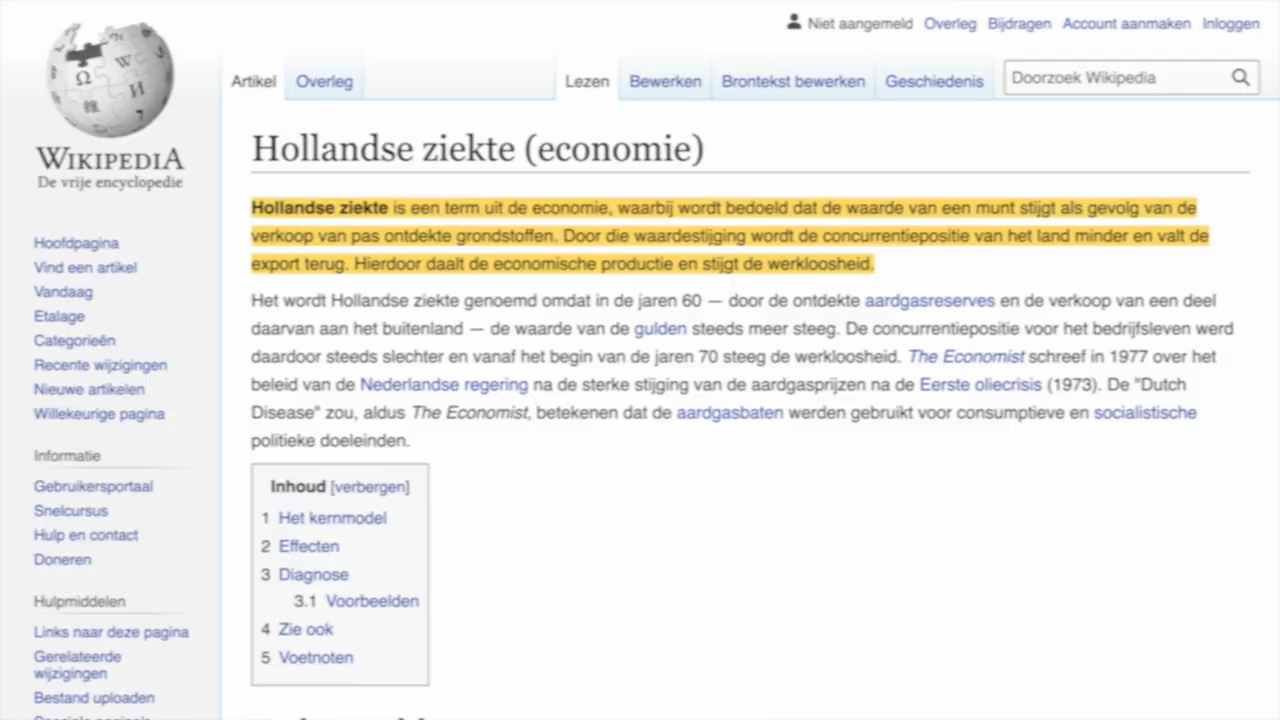 Niet aangemeld Overleg Bijdragen Account aanmaken Inloggen
Artikel Overleg Lezen Bewerken Brontekst bewerken Geschiedenis Doorzoek Wikipedia
WIKIPEDIA
De vrije encyclopedie
Hoofdpagina
Vind een artikel
Vandaag
Etalage
Categorieën
Recente wijzigingen
Nieuwe artikelen
Willekeurige pagina
Informatie
Gebruikersportaal
Snelcursus
Hulp en contact
Doneren
Hulpmiddelen
Links naar deze pagina
Gerelateerde
wijzigingen
Bestand uploaden
Hollandse ziekte (economie)
Hollandse ziekte is een term uit de economie, waarbij wordt bedoeld dat de waarde van een munt stijgt als gevolg van de
verkoop van pas ontdekte grondstoffen. Door die waardestijging wordt de concurrentiepositie van het land minder en valt de
export terug. Hierdoor daalt de economische productie en stijgt de werkloosheid.
Het wordt Hollandse ziekte genoemd omdat in de jaren 60 — door de ontdekte aardgasreserves en de verkoop van een deel
daarvan aan het buitenland — de waarde van de gulden steeds meer steeg. De concurrentiepositie voor het bedrijfsleven werd
daardoor steeds slechter en vanaf het begin van de jaren 70 steeg de werkloosheid. The Economist schreef in 1977 over het
beleid van de Nederlandse regering na de sterke stijging van de aardgasprijzen na de Eerste oliecrisis (1973). De "Dutch
Disease" zou, aldus The Economist, betekenen dat de aardgasbaten werden gebruikt voor consumptieve en socialistische
politieke doeleinden.
Inhoud [verbergen]
1 Het kernmodel
2 Effecten
3 Diagnose
3.1 Voorbeelden
4 Zie ook
5 Voetnoten